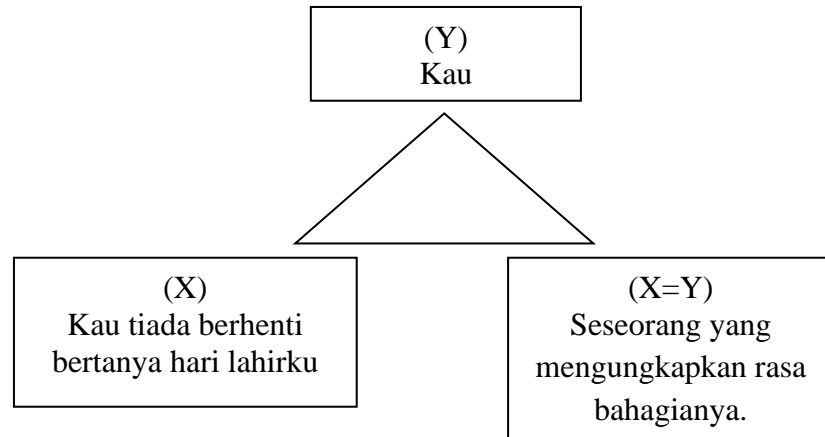 (Y)
Kau
(X)
Kau tiada berhenti
bertanya hari lahirku
(X=Y)
Seseorang yang
mengungkapkan rasa
bahagianya.